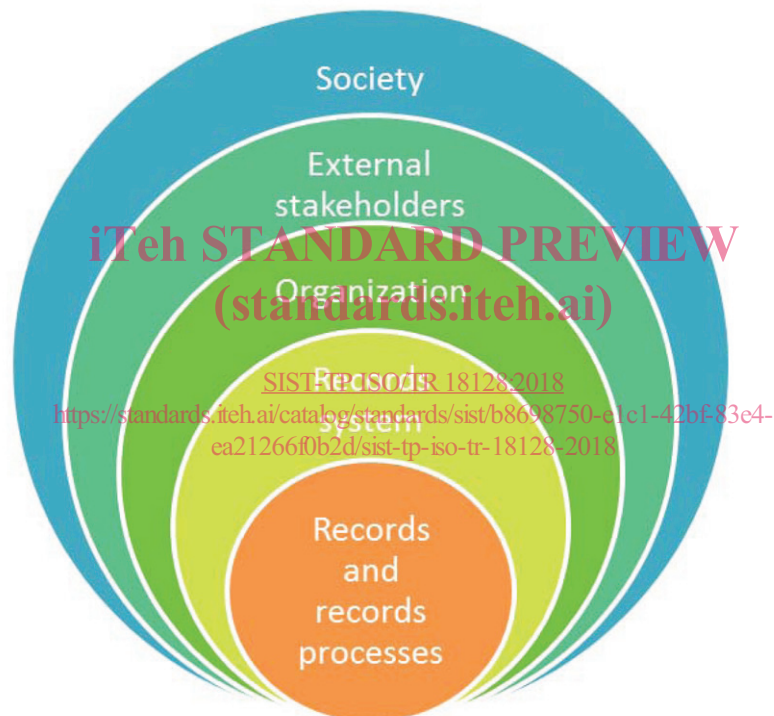 Society
External
stakeholders
iTeh STANDARD PREVIEW
Organization
(standards.iteh.ai)
SIST-TP ISO/TR 18128:2018
Records
https://standards.iteh.ai/catalog/standards/sist/b8698750-e1c1-42bf-83e4-
system
ea21266f0b2d/sist-tp-iso-tr-18128-2018
Records
and
records
processes